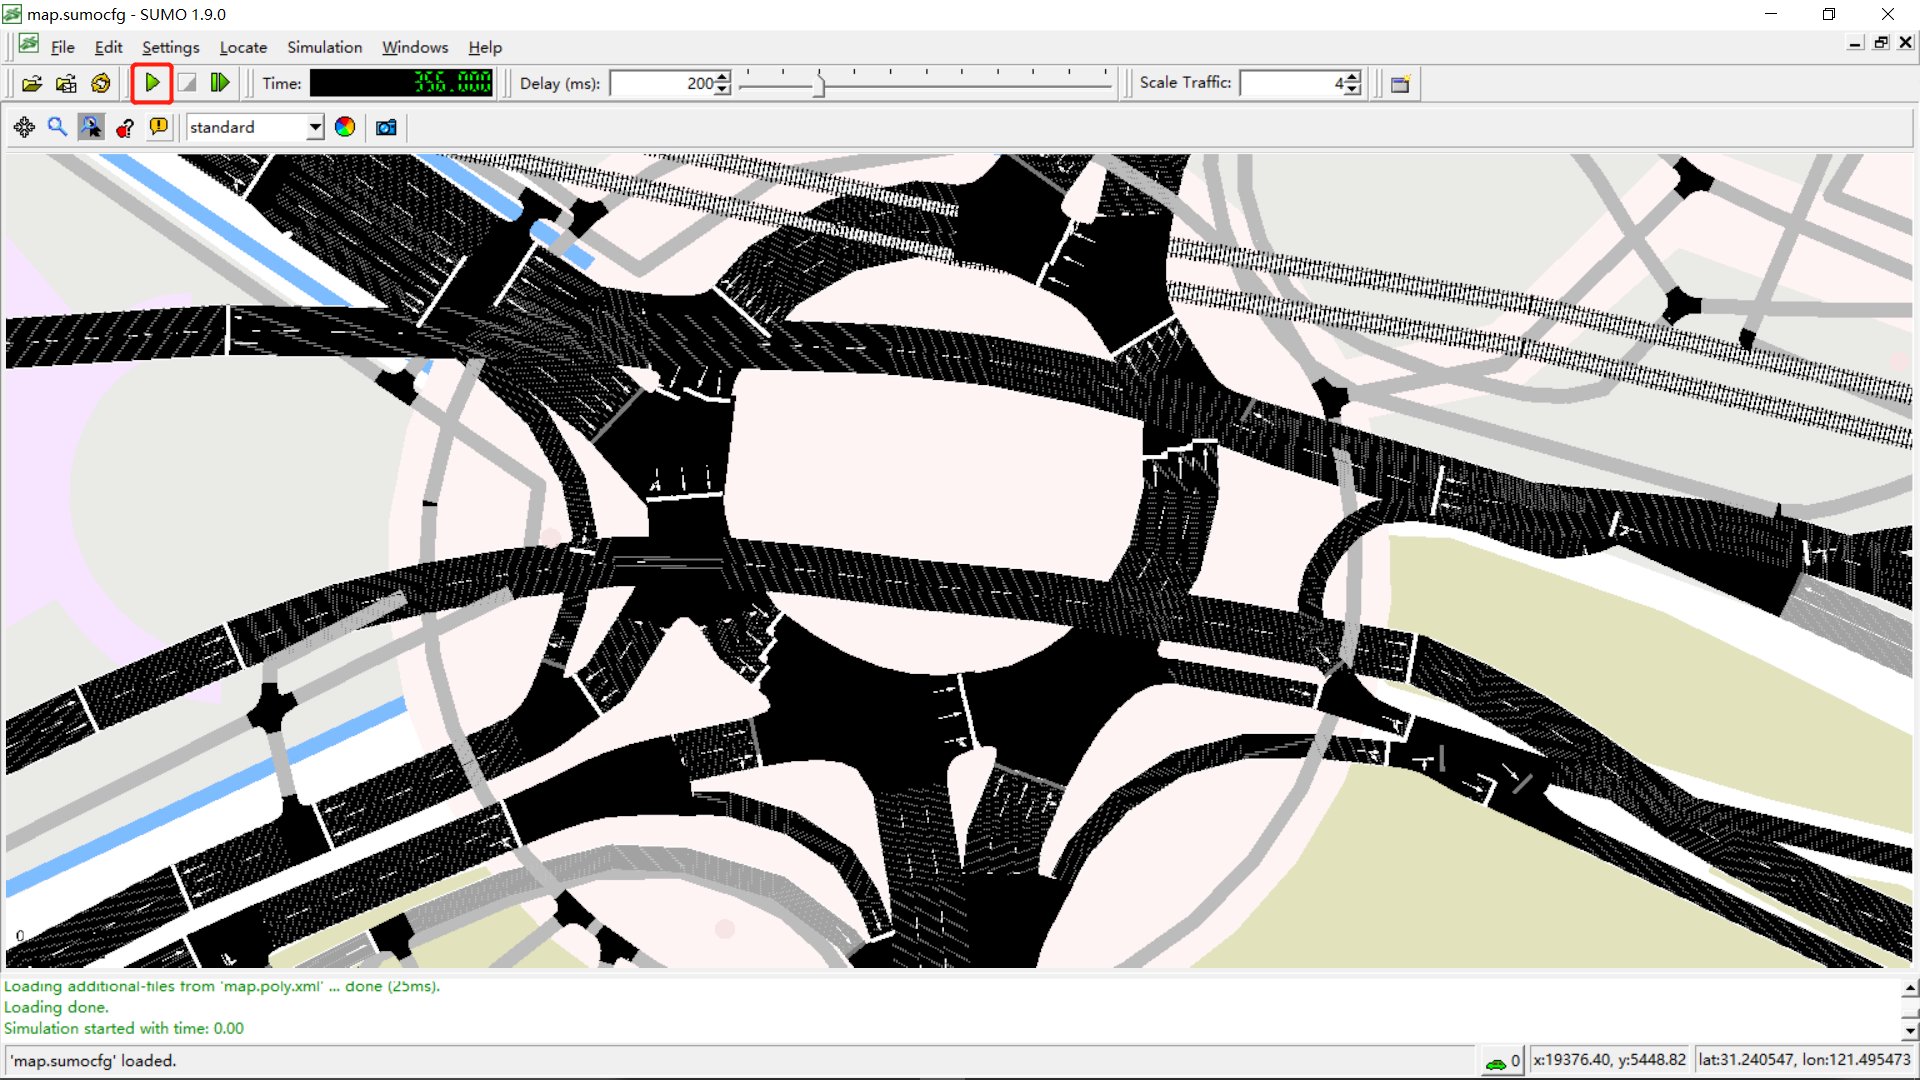 map.sumocfg - SUMO 1.9.0
File Edit Settings Locate Simulation Windows Help
Time: 356.000 Delay (ms): 200 Scale Traffic: 4
standard
0
Loading additional-files from 'map.poly.xml' ... done (25ms).
Loading done.
Simulation started with time: 0.00
'map.sumocfg' loaded. 0 x:19376.40, y:5448.82 lat:31.240547, lon:121.495473